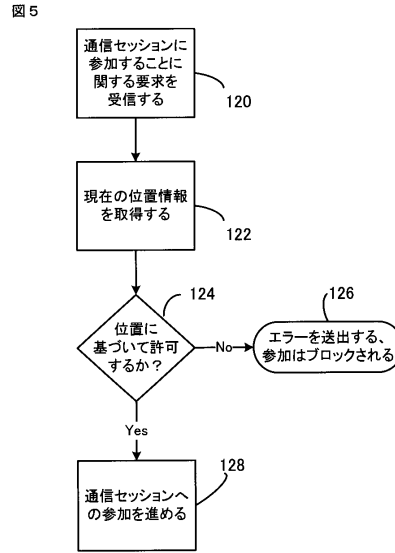 図5
通信セッションに
参加することに
関する要求を
受信する
120
現在の位置情報
を取得する
122
124
位置に
基づいて許可
するか？
No
126
エラーを送出する、
参加はブロックされる
Yes
通信セッションへ
の参加を進める
128